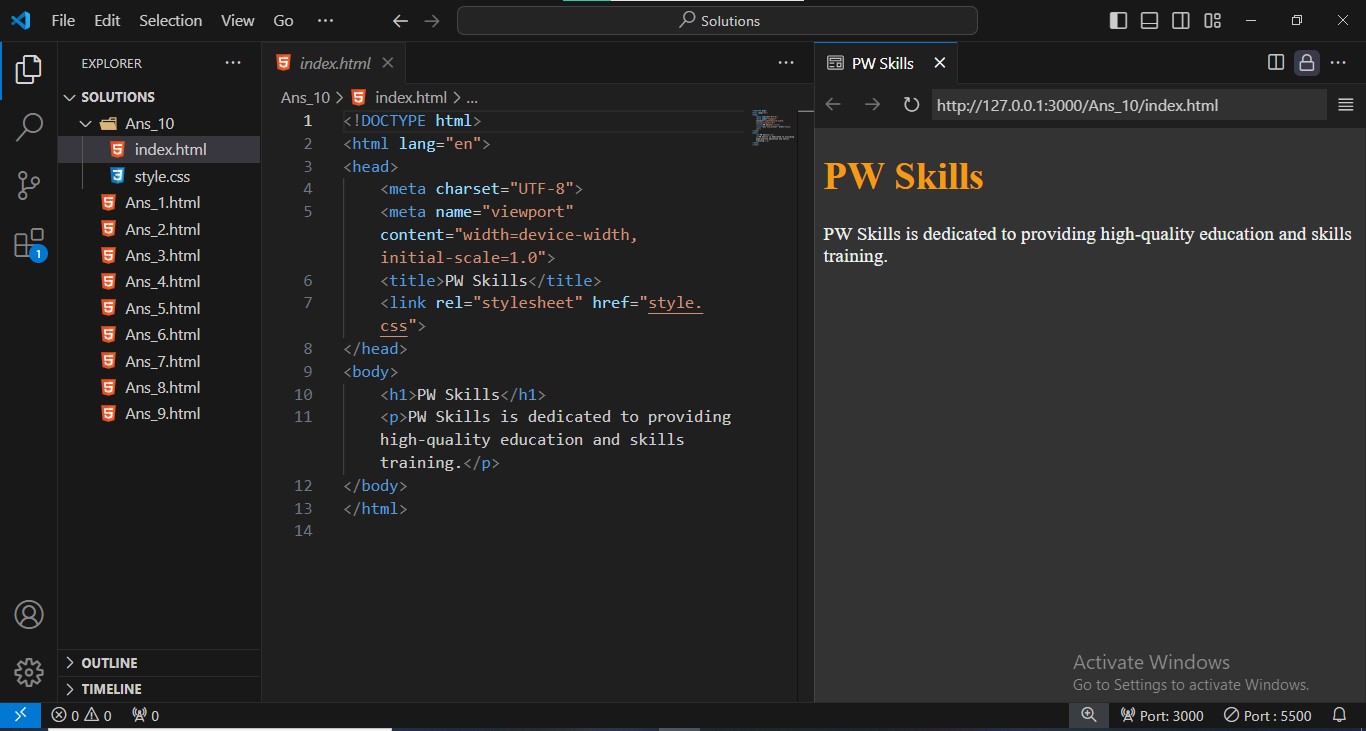 File Edit Selection View Go ··· Solutions
EXPLORER ···
SOLUTIONS
Ans_10
index.html
style.css
Ans_1.html
Ans_2.html
Ans_3.html
Ans_4.html
Ans_5.html
Ans_6.html
Ans_7.html
Ans_8.html
Ans_9.html
OUTLINE
TIMELINE
1
index.html
Ans_10 > index.html > ...
1 <!DOCTYPE html>
2 <html lang="en">
3 <head>
4 <meta charset="UTF-8">
5 <meta name="viewport"
content="width=device-width,
initial-scale=1.0">
6 <title>PW Skills</title>
7 <link rel="stylesheet" href="style.
css">
8 </head>
9 <body>
10 <h1>PW Skills</h1>
11 <p>PW Skills is dedicated to providing
high-quality education and skills
training.</p>
12 </body>
13 </html>
14
PW Skills
http://127.0.0.1:3000/Ans_10/index.html
PW Skills
PW Skills is dedicated to providing high-quality education and skills
training.
Activate Windows
Go to Settings to activate Windows.
0 0 0 Port: 3000 Port : 5500